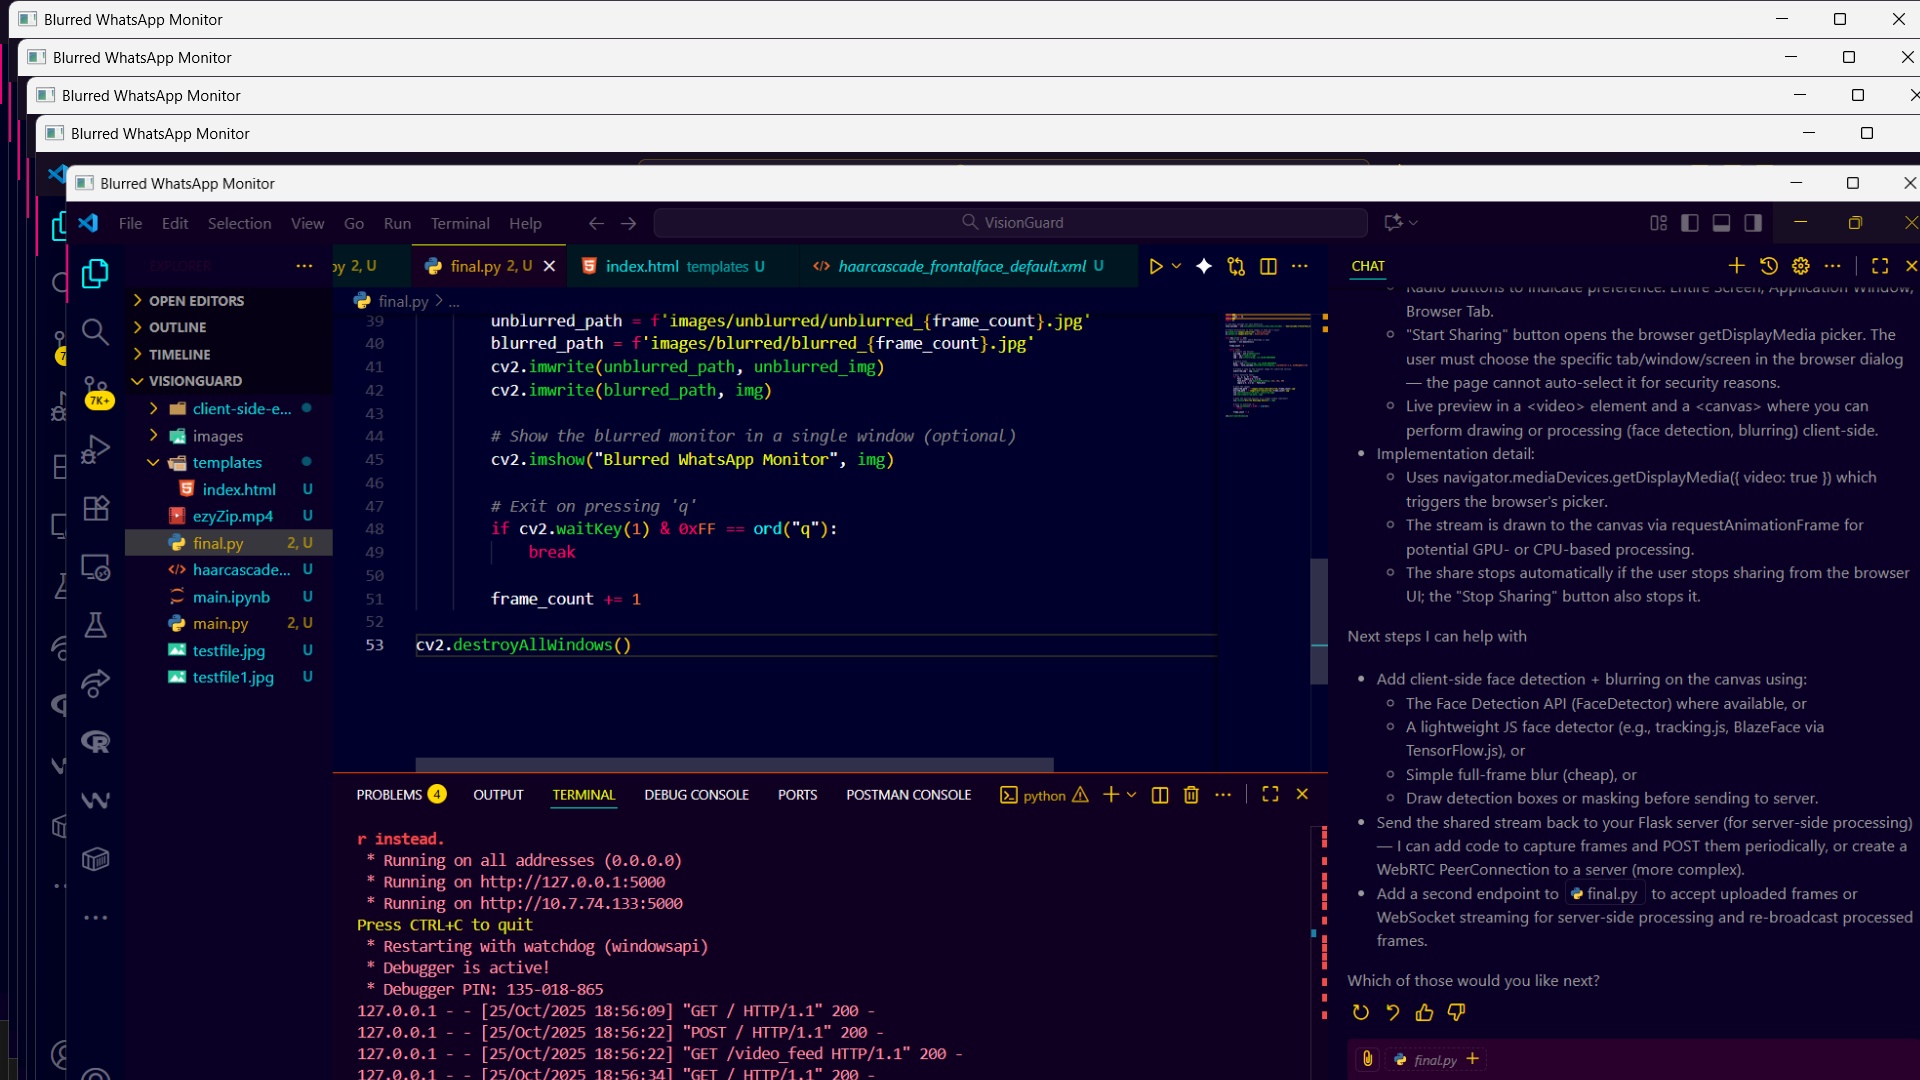 Blurred WhatsApp Monitor
Blurred WhatsApp Monitor
Blurred WhatsApp Monitor
Blurred WhatsApp Monitor
Blurred WhatsApp Monitor
File Edit Selection View Go Run Terminal Help
VisionGuard
EXPLORER
OPEN EDITORS
OUTLINE
TIMELINE
VISIONGUARD
client-side-e...
images
templates
index.html U
ezyZip.mp4 U
final.py 2, U
haarcascade... U
main.ipynb U
main.py 2, U
testfile.jpg U
testfile1.jpg U
7K+
7
py 2, U
final.py 2, U
index.html templates U
haarcascade_frontalface_default.xml U
final.py > ...
39 unblurred_path = f'images/unblurred/unblurred_{frame_count}.jpg'
40 blurred_path = f'images/blurred/blurred_{frame_count}.jpg'
41 cv2.imwrite(unblurred_path, unblurred_img)
42 cv2.imwrite(blurred_path, img)
43
44 # Show the blurred monitor in a single window (optional)
45 cv2.imshow("Blurred WhatsApp Monitor", img)
46
47 # Exit on pressing 'q'
48 if cv2.waitKey(1) & 0xFF == ord("q"):
49 break
50
51 frame_count += 1
52
53 cv2.destroyAllWindows()
PROBLEMS 4 OUTPUT TERMINAL DEBUG CONSOLE PORTS POSTMAN CONSOLE
python
r instead.
* Running on all addresses (0.0.0.0)
* Running on http://127.0.0.1:5000
* Running on http://10.7.74.133:5000
Press CTRL+C to quit
* Restarting with watchdog (windowsapi)
* Debugger is active!
* Debugger PIN: 135-018-865
127.0.0.1 - - [25/Oct/2025 18:56:09] "GET / HTTP/1.1" 200 -
127.0.0.1 - - [25/Oct/2025 18:56:22] "POST / HTTP/1.1" 200 -
127.0.0.1 - - [25/Oct/2025 18:56:22] "GET /video_feed HTTP/1.1" 200 -
127.0.0.1 - - [25/Oct/2025 18:56:34] "GET / HTTP/1.1" 200 -
CHAT
Radio buttons to indicate preference: Entire Screen, Application Window,
Browser Tab.
"Start Sharing" button opens the browser getDisplayMedia picker. The
user must choose the specific tab/window/screen in the browser dialog
— the page cannot auto-select it for security reasons.
Live preview in a <video> element and a <canvas> where you can
perform drawing or processing (face detection, blurring) client-side.
Implementation detail:
Uses navigator.mediaDevices.getDisplayMedia({ video: true }) which
triggers the browser's picker.
The stream is drawn to the canvas via requestAnimationFrame for
potential GPU- or CPU-based processing.
The share stops automatically if the user stops sharing from the browser
UI; the "Stop Sharing" button also stops it.
Next steps I can help with
Add client-side face detection + blurring on the canvas using:
The Face Detection API (FaceDetector) where available, or
A lightweight JS face detector (e.g., tracking.js, BlazeFace via
TensorFlow.js), or
Simple full-frame blur (cheap), or
Draw detection boxes or masking before sending to server.
Send the shared stream back to your Flask server (for server-side processing)
— I can add code to capture frames and POST them periodically, or create a
WebRTC PeerConnection to a server (more complex).
Add a second endpoint to final.py to accept uploaded frames or
WebSocket streaming for server-side processing and re-broadcast processed
frames.
Which of those would you like next?
final.py